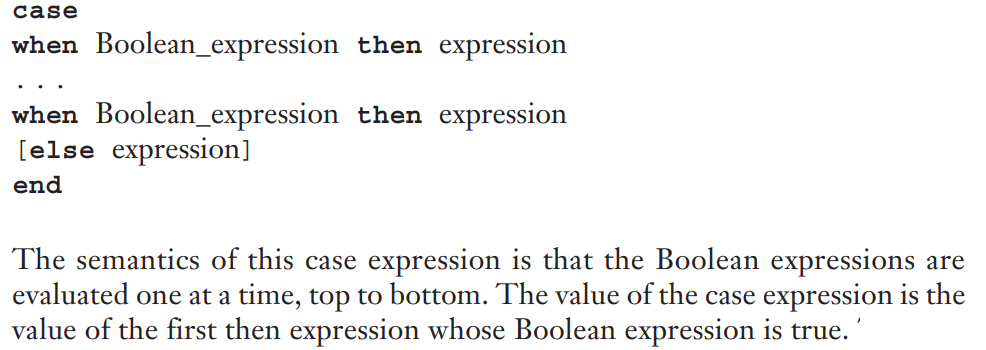 case
when Boolean_expression then expression
...
when Boolean_expression then expression
[else expression]
end
The semantics of this case expression is that the Boolean expressions are
evaluated one at a time, top to bottom. The value of the case expression is the
value of the first then expression whose Boolean expression is true.